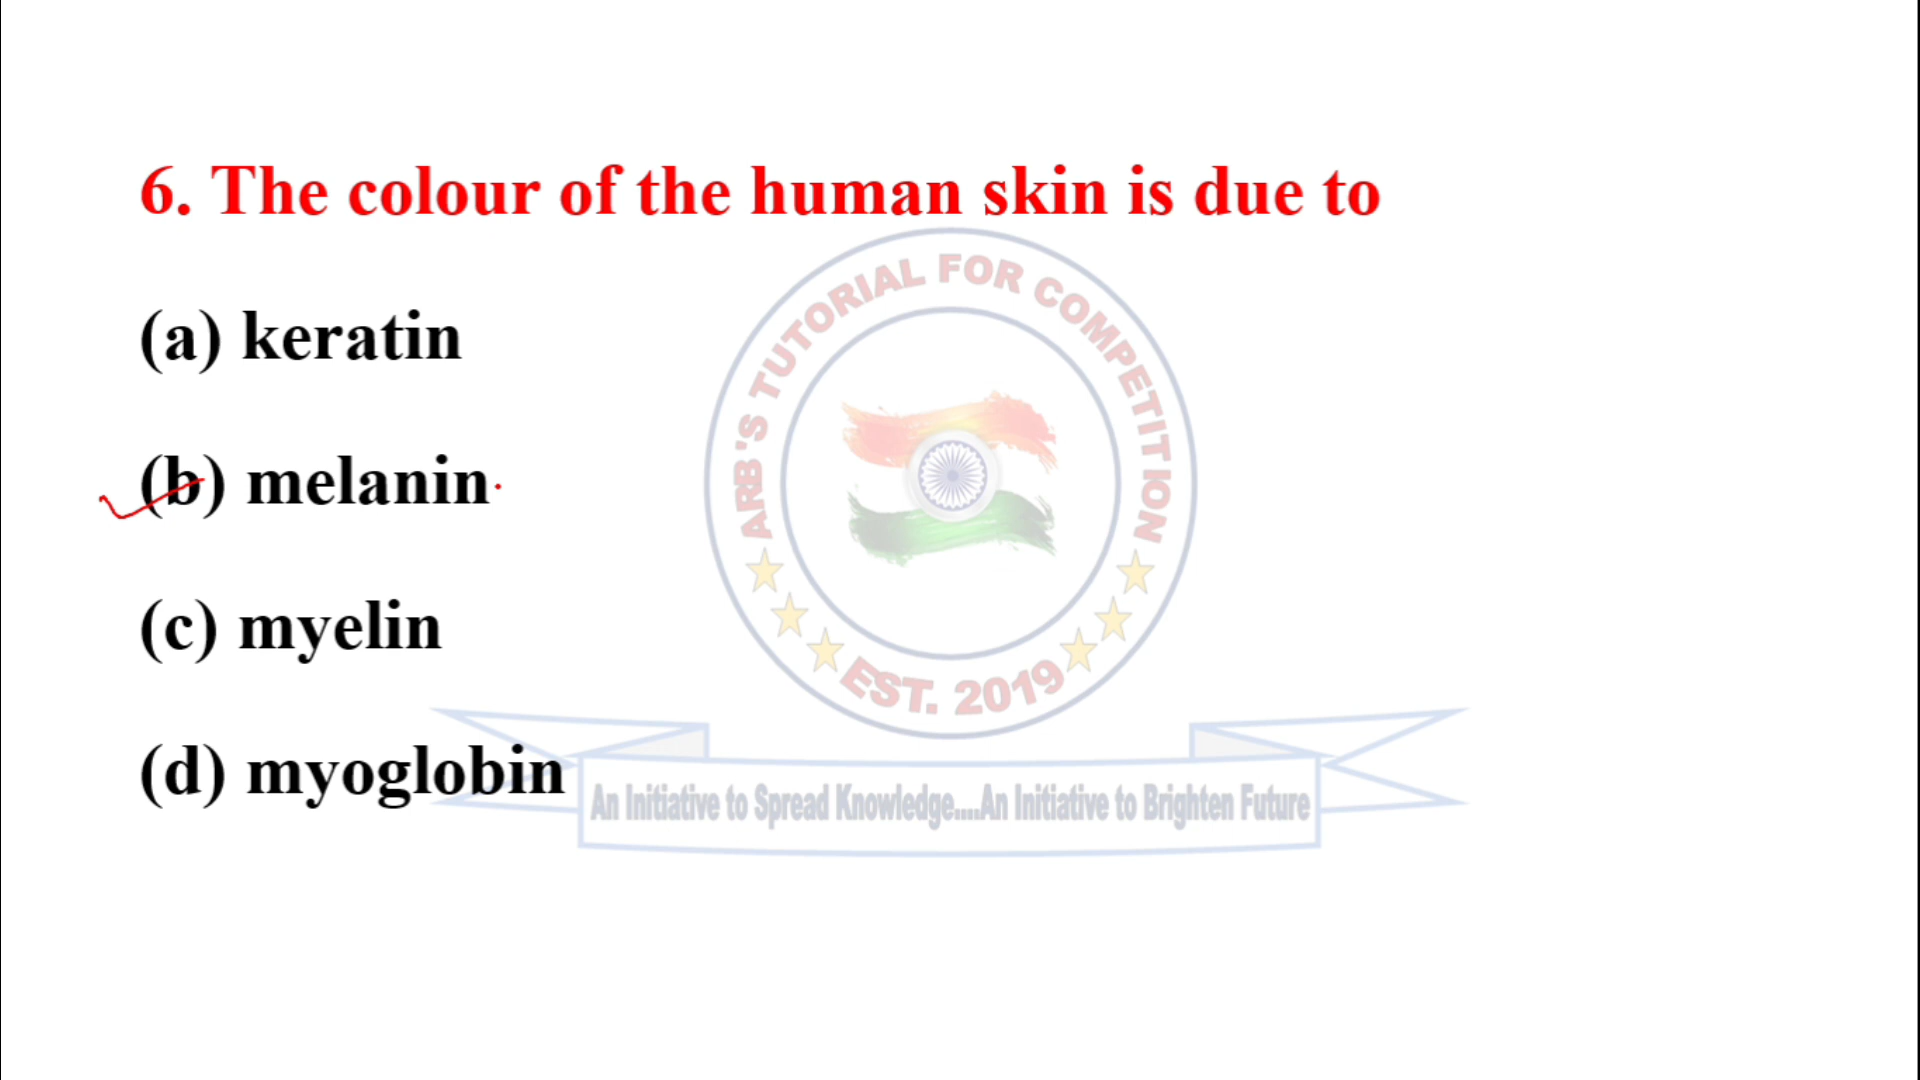 6. The colour of the human skin is due to
(a) keratin
(b) melanin
(c) myelin
(d) myoglobin
ARB'S TUTORIAL FOR COMPETITION
EST. 2019
An Initiative to Spread Knowledge....An Initiative to Brighten Future